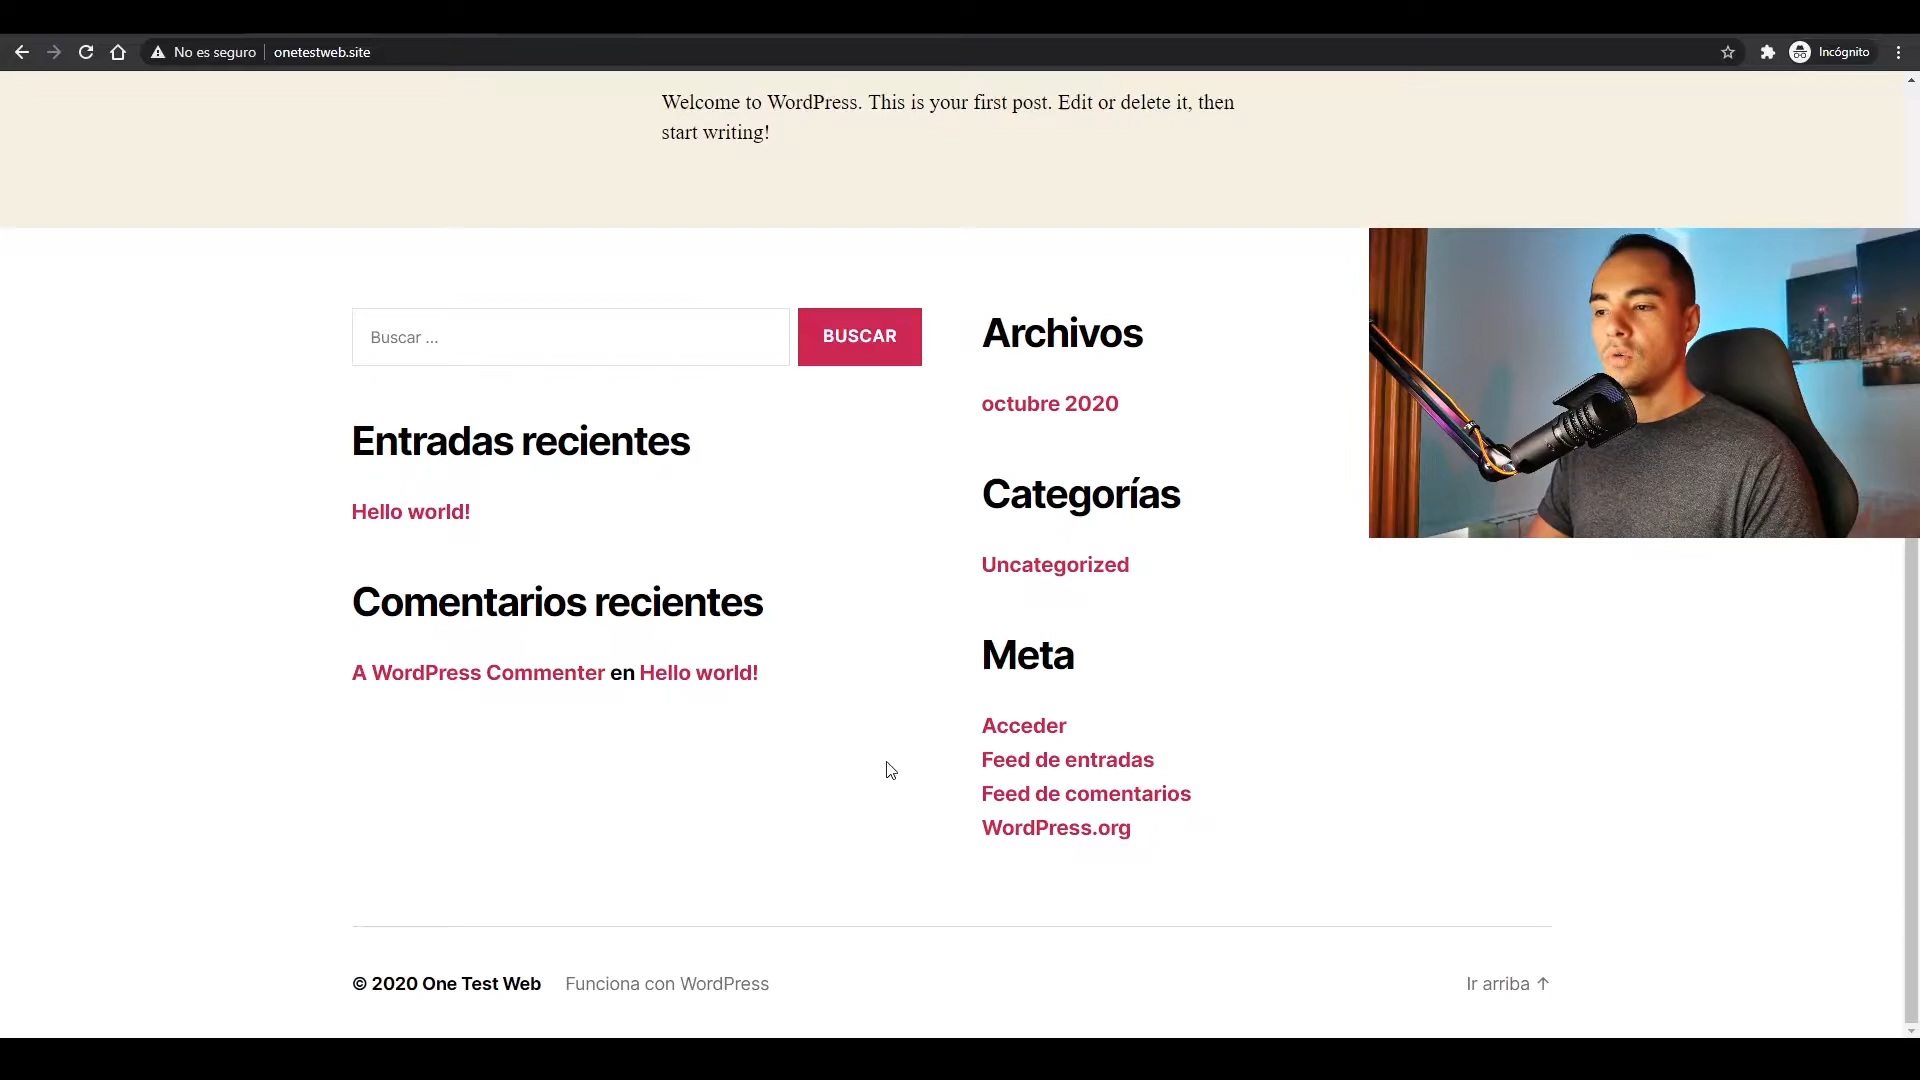 No es seguro onetestweb.site
Incógnito
Welcome to WordPress. This is your first post. Edit or delete it, then
start writing!
Buscar ...
BUSCAR
Entradas recientes
Hello world!
Comentarios recientes
A WordPress Commenter en Hello world!
Archivos
octubre 2020
Categorías
Uncategorized
Meta
Acceder
Feed de entradas
Feed de comentarios
WordPress.org
© 2020 One Test Web Funciona con WordPress
Ir arriba ↑